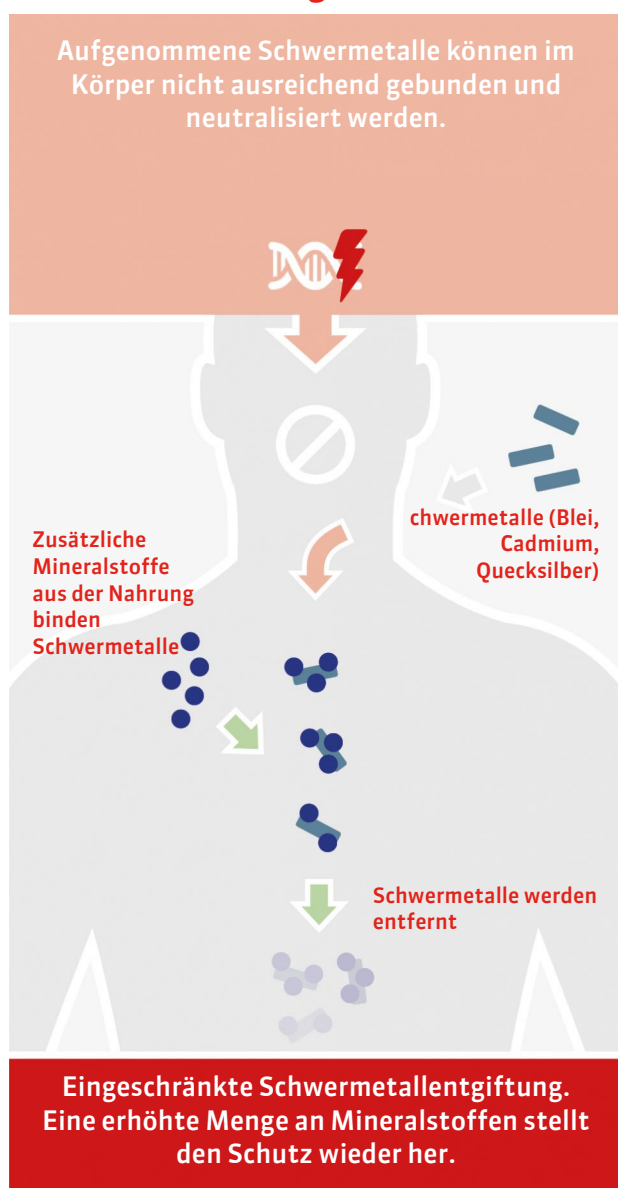 Aufgenommene Schwermetalle können im
Körper nicht ausreichend gebunden und
neutralisiert werden.
chwermetalle (Blei,
Cadmium,
Quecksilber)
Zusätzliche
Mineralstoffe
aus der Nahrung
binden
Schwermetalle
Schwermetalle werden
entfernt
Eingeschränkte Schwermetallentgiftung.
Eine erhöhte Menge an Mineralstoffen stellt
den Schutz wieder her.